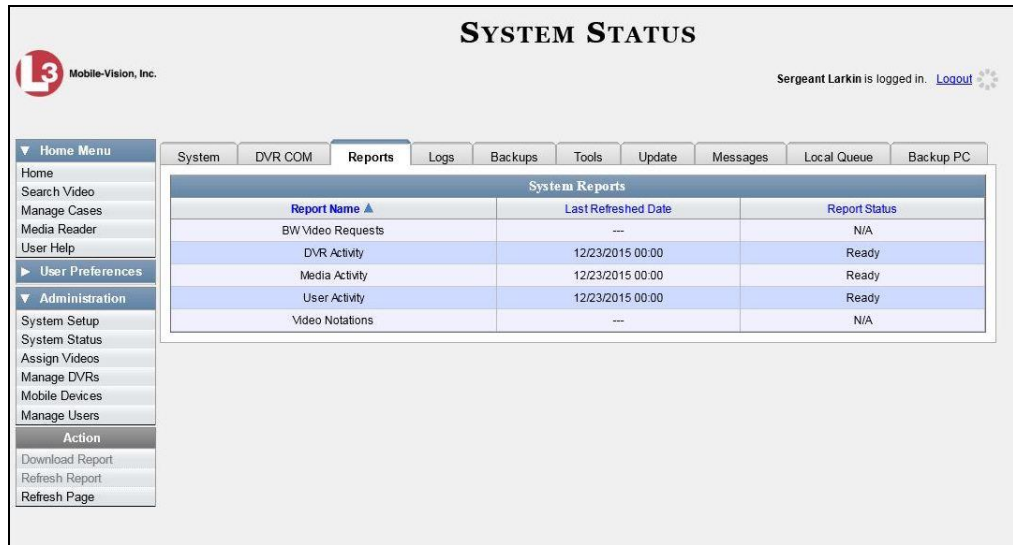 SYSTEM STATUS
L3 Mobile-Vision, Inc.
Sergeant Larkin is logged in. Logout
▼ Home Menu
Home
Search Video
Manage Cases
Media Reader
User Help
▶ User Preferences
▼ Administration
System Setup
System Status
Assign Videos
Manage DVRs
Mobile Devices
Manage Users
Action
Download Report
Refresh Report
Refresh Page
System DVR COM Reports Logs Backups Tools Update Messages Local Queue Backup PC
System Reports
Report Name ▲ Last Refreshed Date Report Status
BW Video Requests --- N/A
DVR Activity 12/23/2015 00:00 Ready
Media Activity 12/23/2015 00:00 Ready
User Activity 12/23/2015 00:00 Ready
Video Notations --- N/A